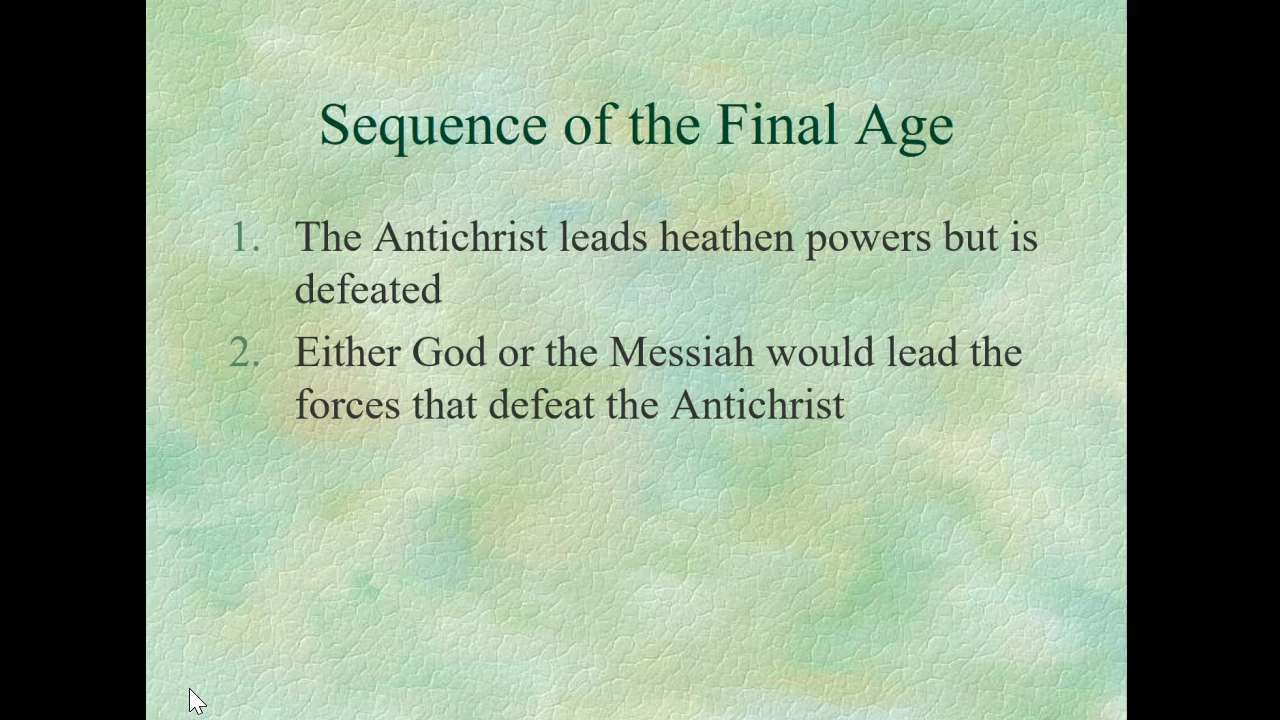 Sequence of the Final Age
1. The Antichrist leads heathen powers but is
defeated
2. Either God or the Messiah would lead the
forces that defeat the Antichrist